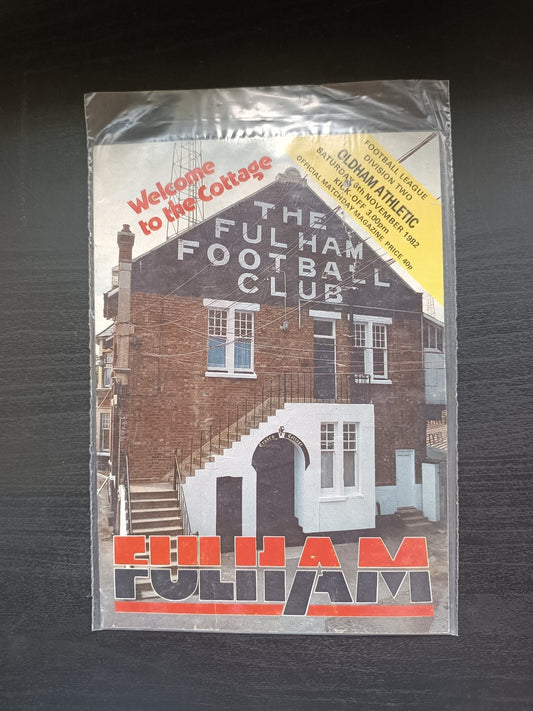 Welcome
to the Cottage
FOOTBALL LEAGUE
DIVISION TWO
OLDHAM ATHLETIC
SATURDAY 6th NOVEMBER 1982
KICK-OFF 3.00pm
OFFICIAL MATCHDAY MAGAZINE PRICE 40p
THE
FULHAM
FOOTBALL
CLUB
FULHAM